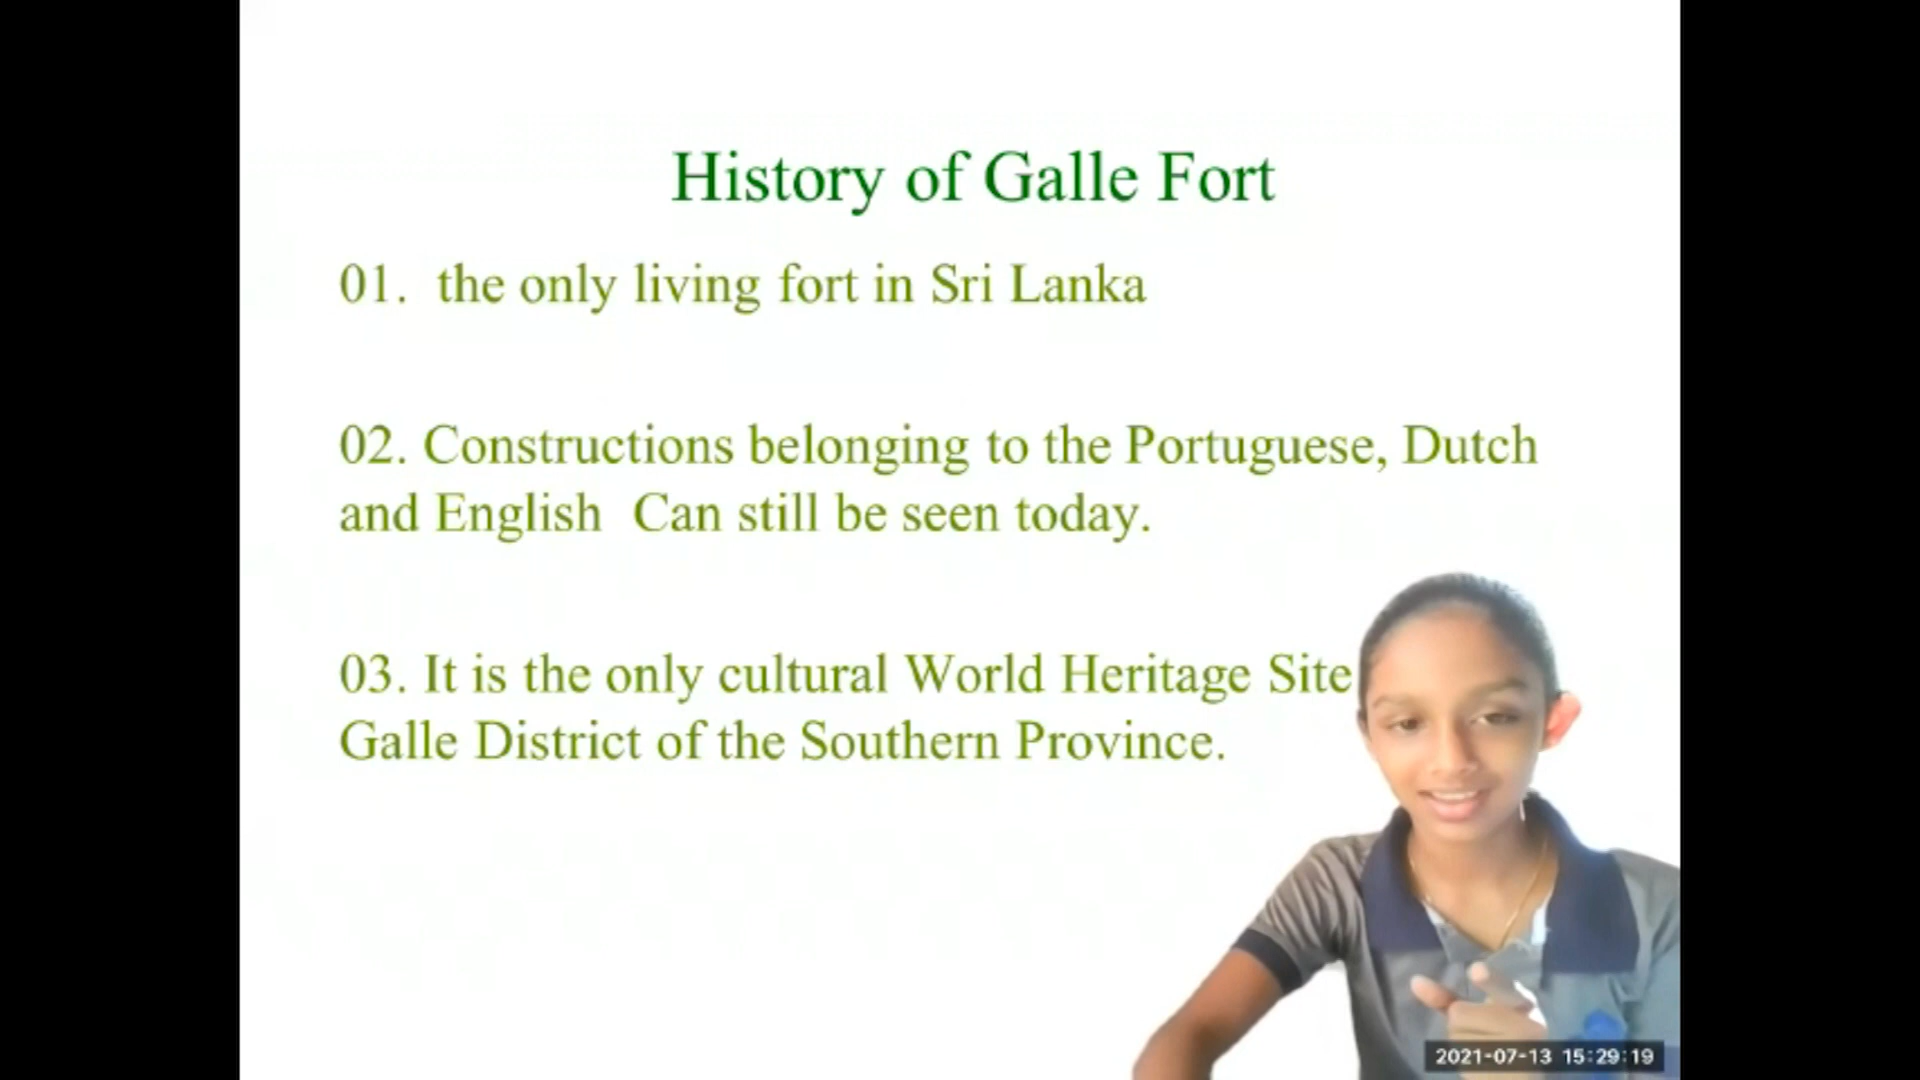 History of Galle Fort
01. the only living fort in Sri Lanka
02. Constructions belonging to the Portuguese, Dutch
and English Can still be seen today.
03. It is the only cultural World Heritage Site
Galle District of the Southern Province.
2021-07-13 15:29:19